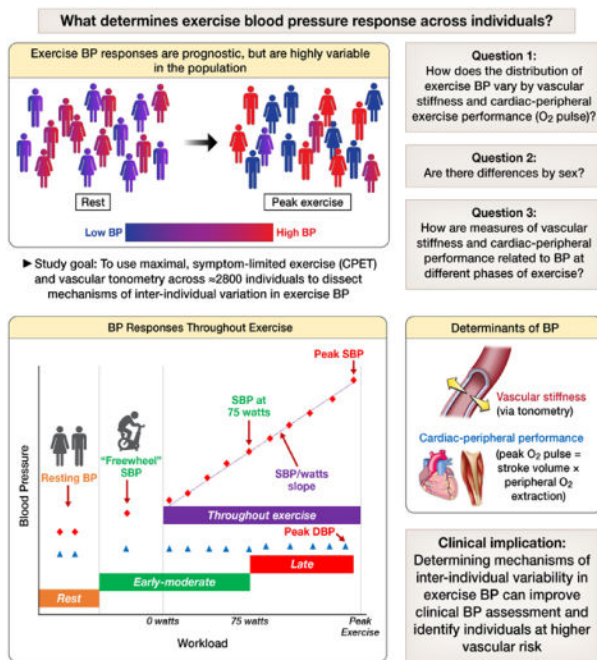 What determines exercise blood pressure response across individuals?
Exercise BP responses are prognostic, but are highly variable
in the population
Rest
Peak exercise
Low BP
High BP
► Study goal: To use maximal, symptom-limited exercise (CPET)
and vascular tonometry across ≈2800 individuals to dissect
mechanisms of inter-individual variation in exercise BP
Question 1:
How does the distribution of
exercise BP vary by vascular
stiffness and cardiac-peripheral
exercise performance (O₂ pulse)?
Question 2:
Are there differences by sex?
Question 3:
How are measures of vascular
stiffness and cardiac-peripheral
performance related to BP at
different phases of exercise?
BP Responses Throughout Exercise
Blood Pressure
Peak SBP
SBP at
75 watts
"Freewheel"
SBP
Resting BP
SBP/watts
slope
Throughout exercise
Peak DBP
Late
Early-moderate
Rest
0 watts
75 watts
Peak
Exercise
Workload
Determinants of BP
Vascular stiffness
(via tonometry)
Cardiac-peripheral performance
(peak O₂ pulse =
stroke volume ×
peripheral O₂
extraction)
Clinical implication:
Determining mechanisms of
inter-individual variability in
exercise BP can improve
clinical BP assessment and
identify individuals at higher
vascular risk